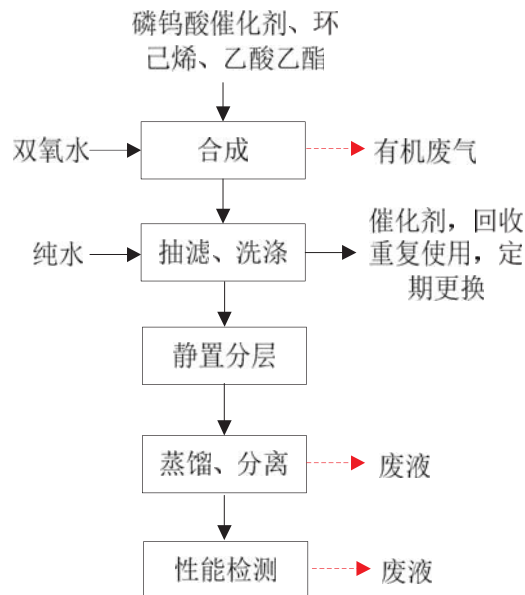 磷钨酸催化剂、环
己烯、乙酸乙酯
双氧水
合成
有机废气
纯水
抽滤、洗涤
催化剂，回收
重复使用，定
期更换
静置分层
蒸馏、分离
废液
性能检测
废液